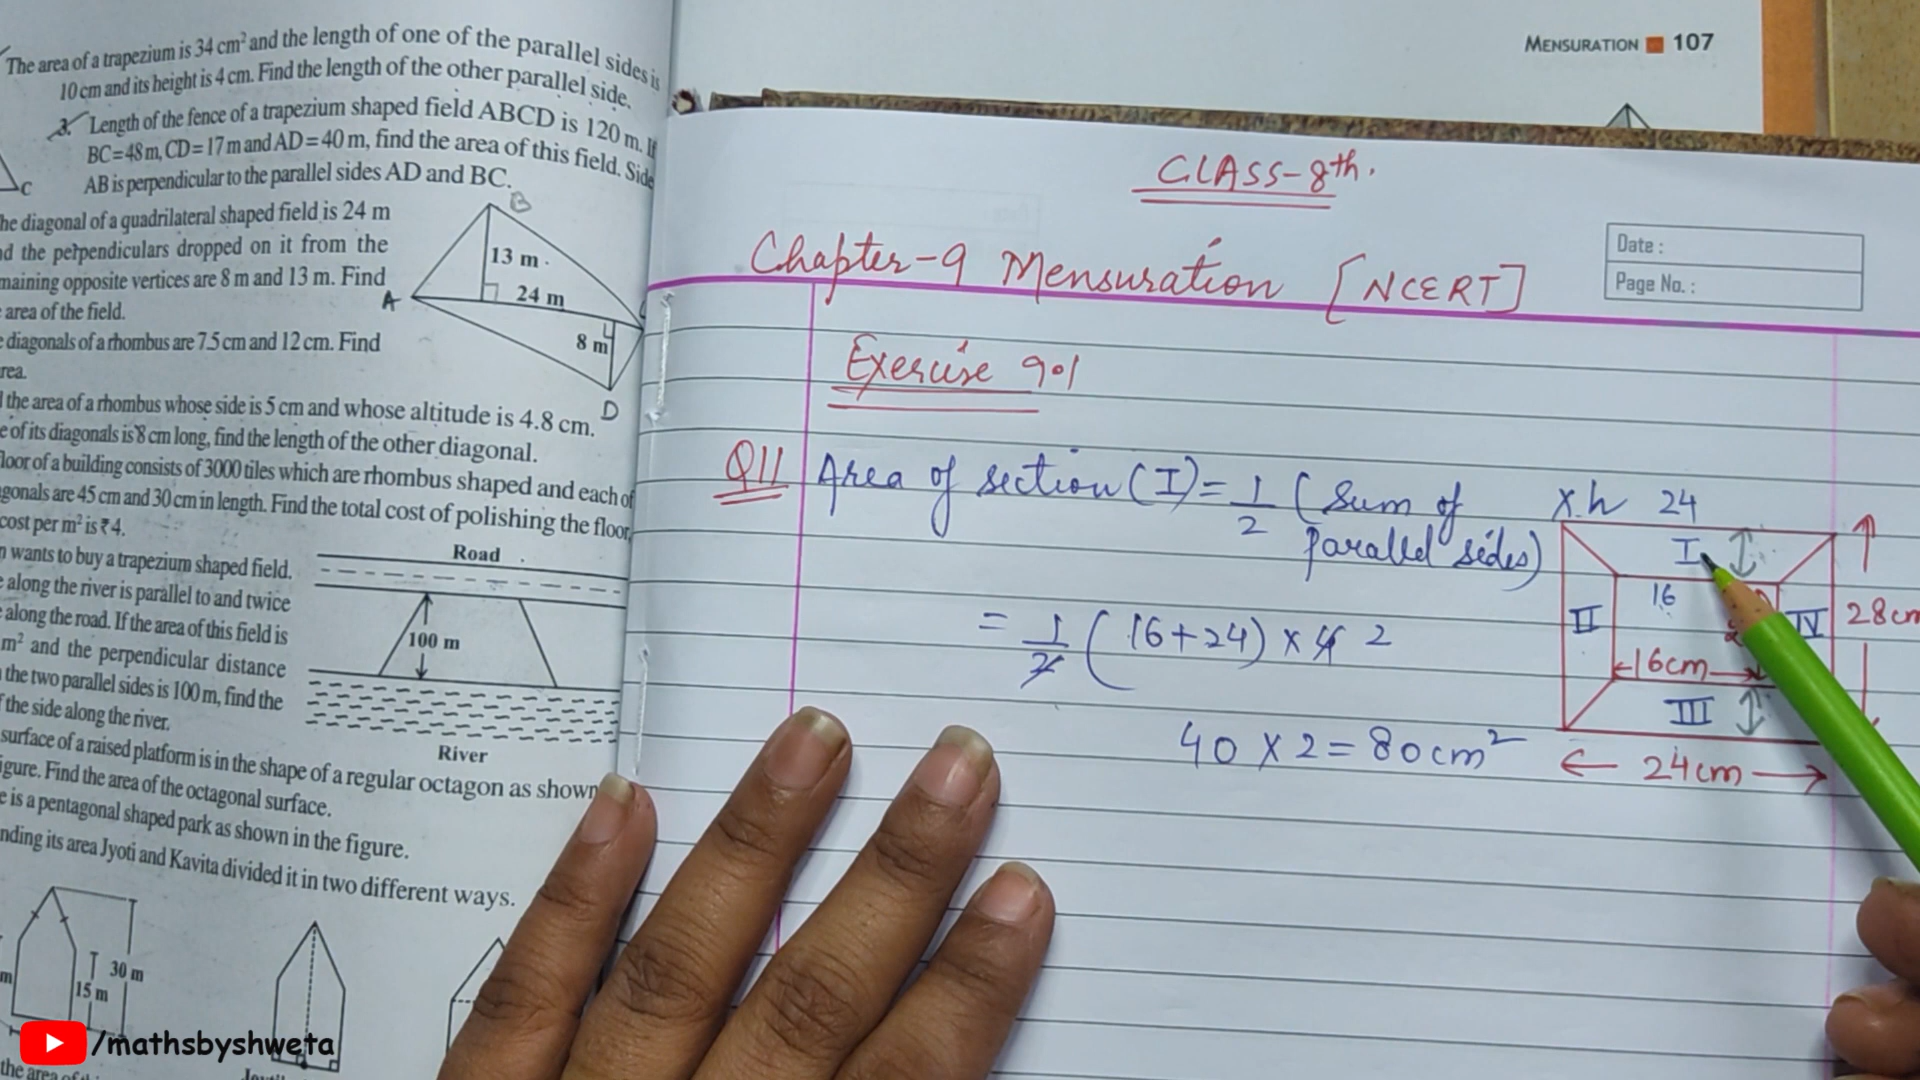 The area of a trapezium is 34 cm² and the length of one of the parallel sides is
10 cm and its height is 4 cm. Find the length of the other parallel side.
3. Length of the fence of a trapezium shaped field ABCD is 120 m. If
BC = 48 m, CD = 17 m and AD = 40 m, find the area of this field. Side
AB is perpendicular to the parallel sides AD and BC.
C
he diagonal of a quadrilateral shaped field is 24 m
d the perpendiculars dropped on it from the
maining opposite vertices are 8 m and 13 m. Find
area of the field.
diagonals of a rhombus are 7.5 cm and 12 cm. Find
rea.
B
13 m
24 m
A
8 m
D
the area of a rhombus whose side is 5 cm and whose altitude is 4.8 cm.
e of its diagonals is 8 cm long, find the length of the other diagonal.
floor of a building consists of 3000 tiles which are rhombus shaped and each of
gonals are 45 cm and 30 cm in length. Find the total cost of polishing the floor,
cost per m² is ₹ 4.
n wants to buy a trapezium shaped field.
along the river is parallel to and twice
along the road. If the area of this field is
m² and the perpendicular distance
the two parallel sides is 100 m, find the
f the side along the river.
Road
100 m
River
surface of a raised platform is in the shape of a regular octagon as shown
igure. Find the area of the octagonal surface.
e is a pentagonal shaped park as shown in the figure.
nding its area Jyoti and Kavita divided it in two different ways.
30 m
15 m
m
/mathsbyshweta
the area of
MENSURATION 107
CLASS-8th.
Chapter-9 Mensuration [NCERT]
Date :
Page No. :
Exercise 9.1
Q11 Area of section (I) = 1/2 (Sum of parallel sides) x h
= 1/2 (16+24) × 4 2
40 × 2 = 80 cm²
24
I
16
II
IV
28cm
16cm
III
24cm